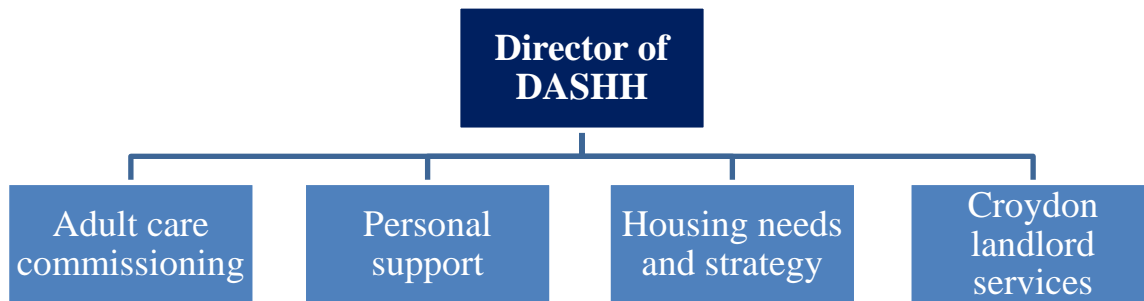 Director of
DASHH
Adult care
commissioning
Personal
support
Housing needs
and strategy
Croydon
landlord
services